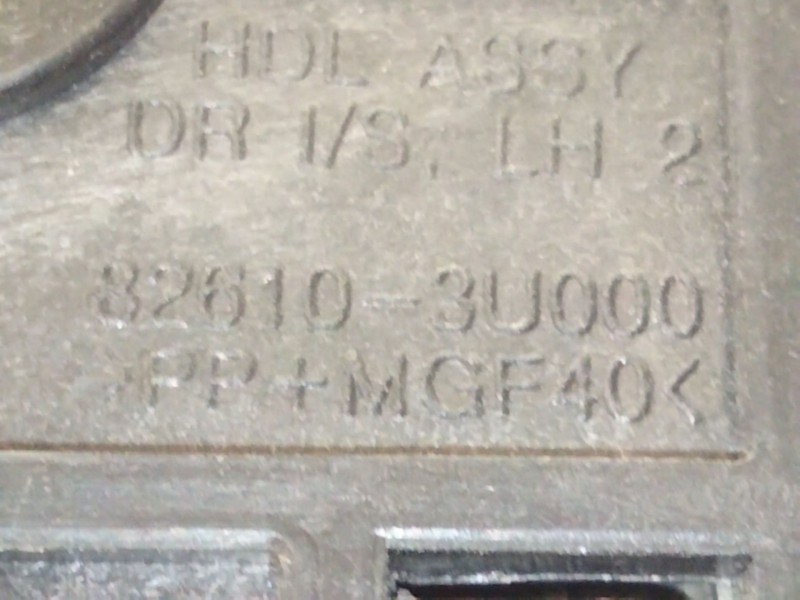 HDL ASSY
DR I/S, LH 2
82610-3U000
>PP+MGF40<